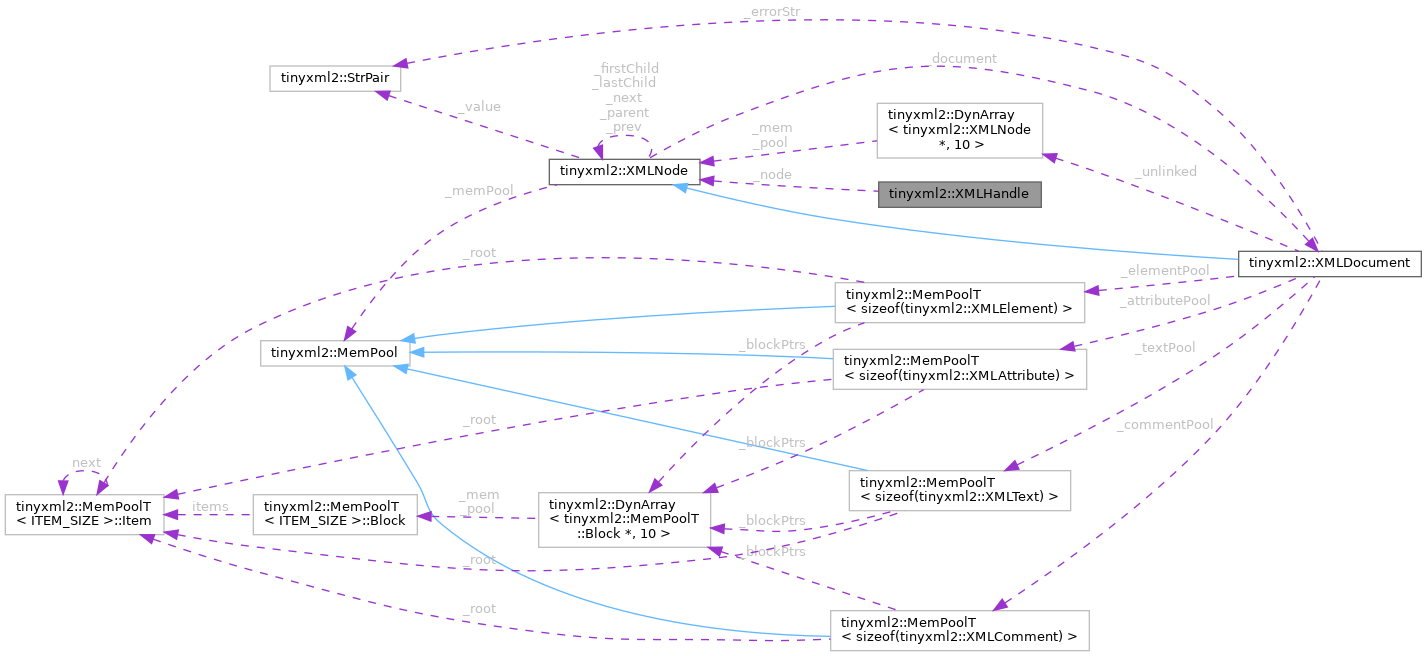 _errorStr
_document
tinyxml2::StrPair
_firstChild
_lastChild
_next
_parent
_prev
_value
tinyxml2::DynArray
< tinyxml2::XMLNode
*, 10 >
_mem
_pool
tinyxml2::XMLNode
_node
_unlinked
tinyxml2::XMLHandle
_memPool
_root
tinyxml2::XMLDocument
_elementPool
tinyxml2::MemPoolT
< sizeof(tinyxml2::XMLElement) >
_attributePool
tinyxml2::MemPool
_blockPtrs
_textPool
tinyxml2::MemPoolT
< sizeof(tinyxml2::XMLAttribute) >
_root
_commentPool
_blockPtrs
next
tinyxml2::MemPoolT
< sizeof(tinyxml2::XMLText) >
tinyxml2::MemPoolT
< ITEM_SIZE >::Item
items
tinyxml2::MemPoolT
< ITEM_SIZE >::Block
_mem
_pool
tinyxml2::DynArray
< tinyxml2::MemPoolT
::Block *, 10 >
_blockPtrs
_root
_blockPtrs
_root
tinyxml2::MemPoolT
< sizeof(tinyxml2::XMLComment) >